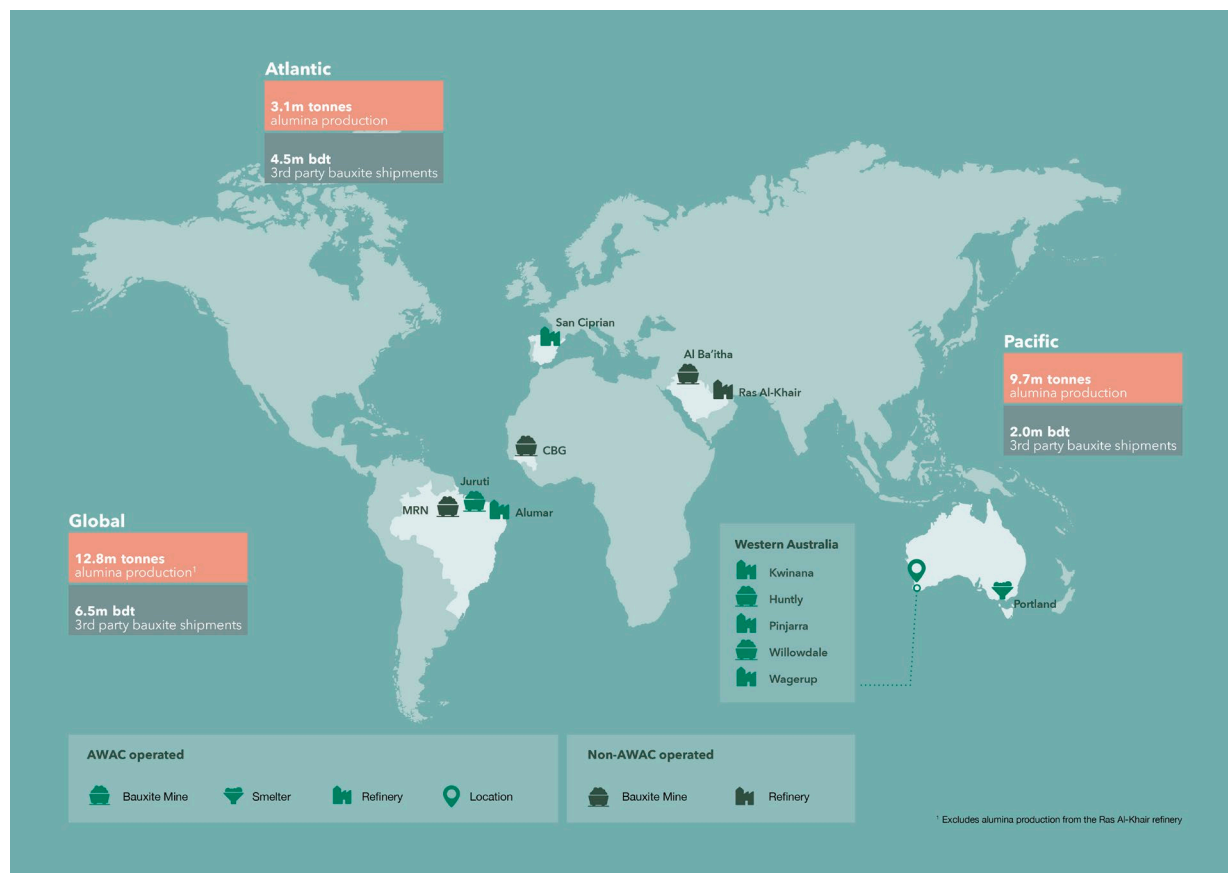 Atlantic
3.1m tonnes
alumina production
4.5m bdt
3rd party bauxite shipments
San Ciprian
Al Ba’itha
Ras Al-Khair
CBG
Juruti
MRN
Alumar
Pacific
9.7m tonnes
alumina production
2.0m bdt
3rd party bauxite shipments
Global
12.8m tonnes
alumina production¹
6.5m bdt
3rd party bauxite shipments
Western Australia
Kwinana
Huntly
Pinjarra
Willowdale
Wagerup
Portland
AWAC operated
Bauxite Mine
Smelter
Refinery
Location
Non-AWAC operated
Bauxite Mine
Refinery
¹ Excludes alumina production from the Ras Al-Khair refinery